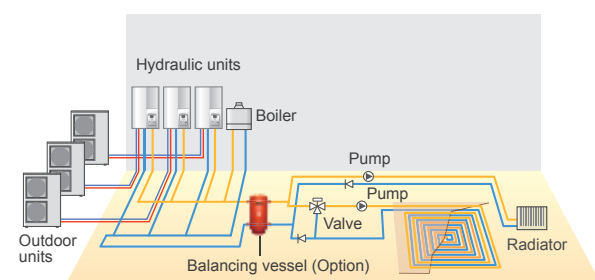 Hydraulic units
Boiler
Pump
Pump
Valve
Outdoor
units
Radiator
Balancing vessel (Option)